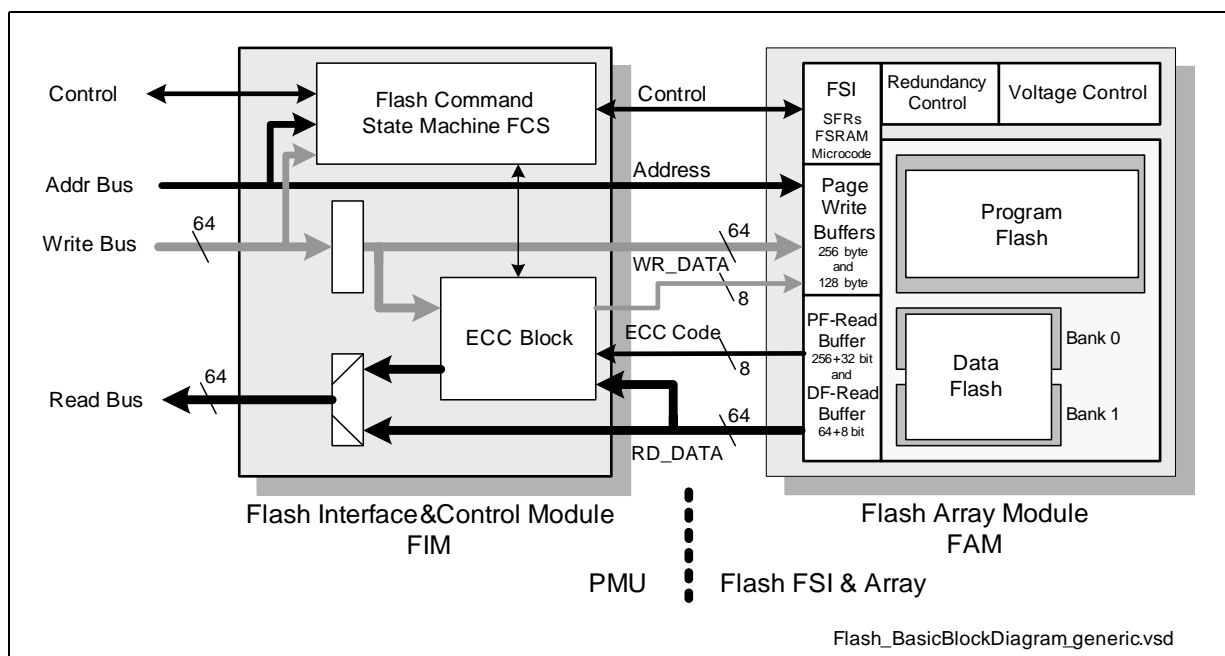 Control
Addr Bus
Write Bus
64
Read Bus
64
Flash Command
State Machine FCS
ECC Block
Control
Address
64
WR_DATA
8
ECC Code
8
64
RD_DATA
FSI
SFRs
FSRAM
Microcode
Redundancy
Control
Voltage Control
Page
Write
Buffers
256 byte
and
128 byte
PF-Read
Buffer
256+32 bit
and
DF-Read
Buffer
64+8 bit
Program
Flash
Data
Flash
Bank 0
Bank 1
Flash Interface&Control Module
FIM
Flash Array Module
FAM
PMU
Flash FSI & Array
Flash_BasicBlockDiagram_generic.vsd